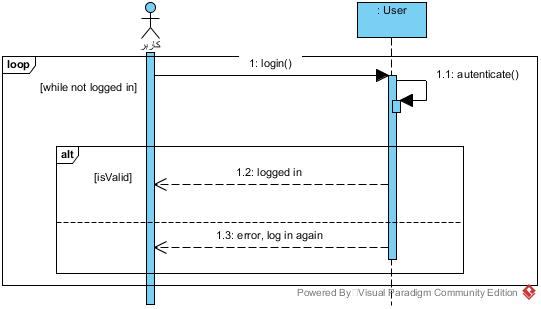 : User
کاربر
loop
1: login()
[while not logged in]
1.1: autenticate()
alt
[isValid]
1.2: logged in
1.3: error, log in again
Powered By Visual Paradigm Community Edition